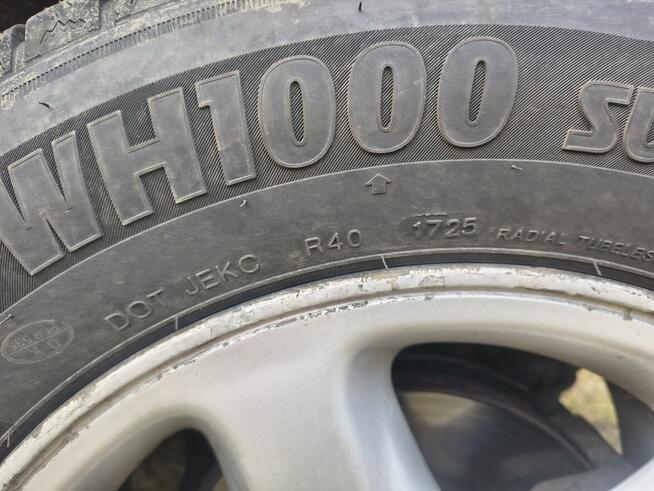 WH1000 SU
DOT JEKC R40 1725 RADIAL TUBELES